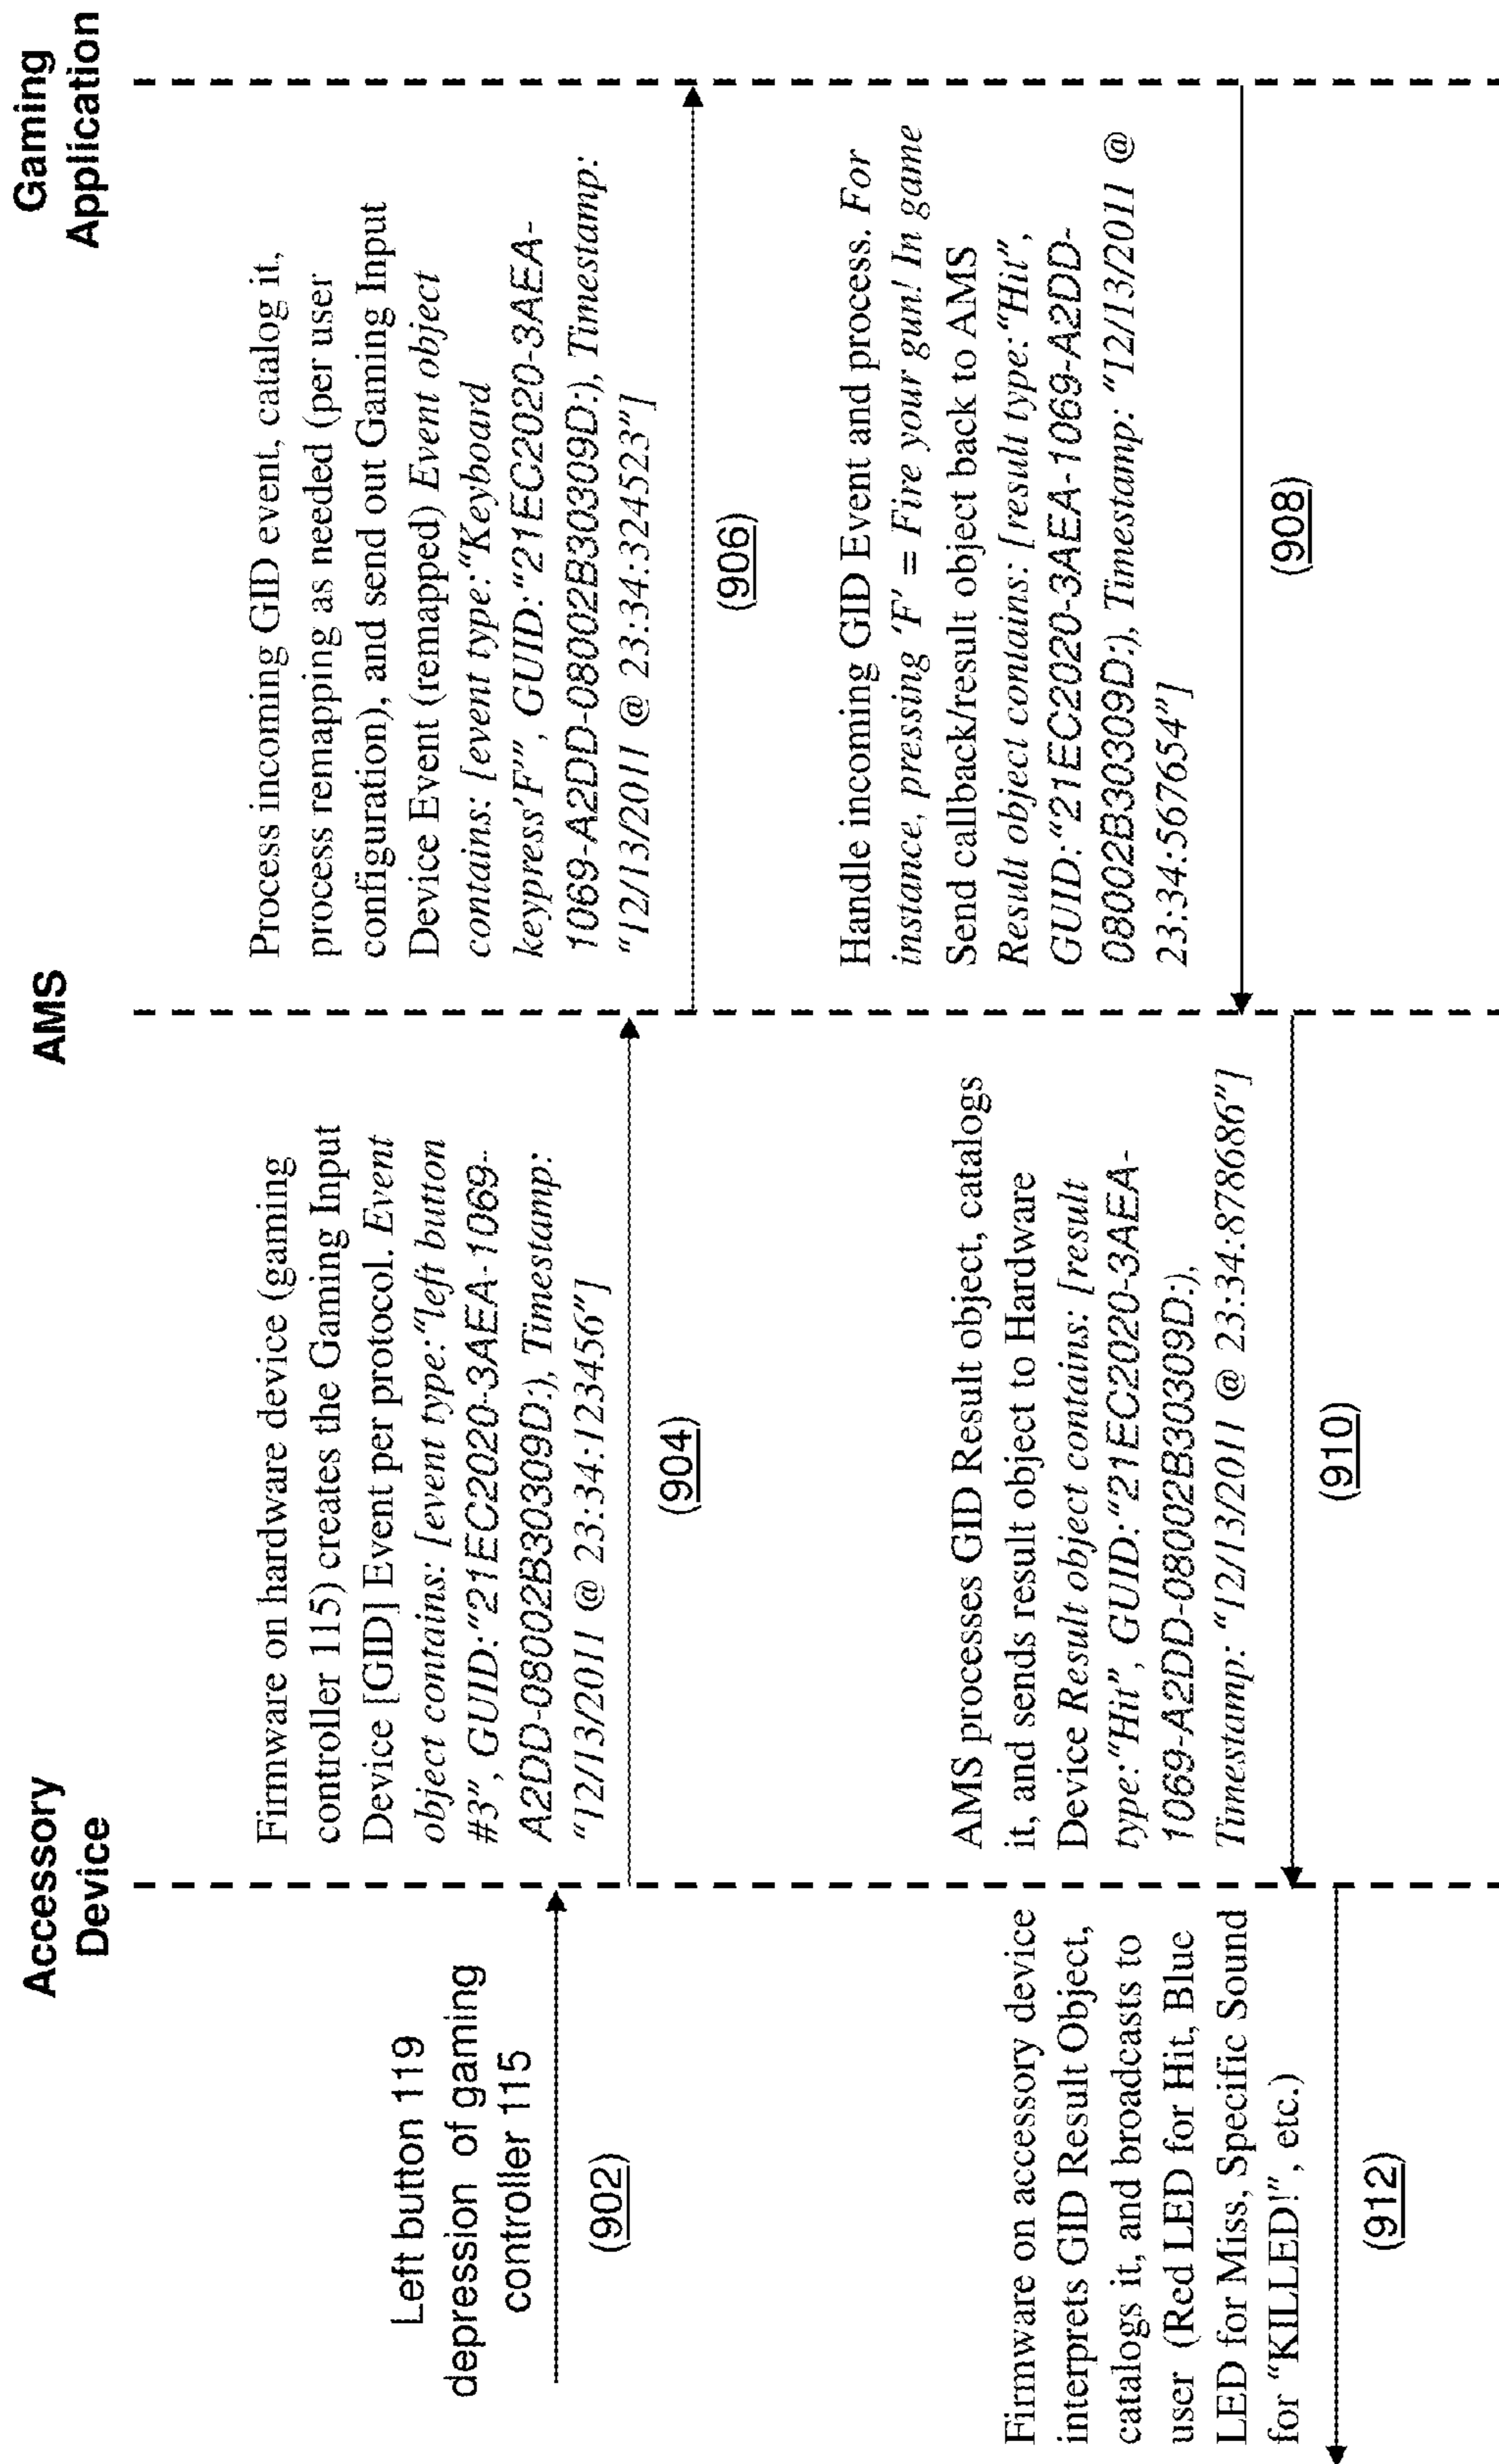 Accessory
Device
AMS
Gaming
Application
Left button 119
depression of gaming
controller 115
(902)
Firmware on hardware device (gaming
controller 115) creates the Gaming Input
Device [GID] Event per protocol. Event
object contains: [event type:"left button
#3", GUID:"21EC2020-3AEA-1069-
A2DD-08002B30309D:), Timestamp:
"12/13/2011 @ 23:34:123456"]
(904)
Process incoming GID event, catalog it,
process remapping as needed (per user
configuration), and send out Gaming Input
Device Event (remapped) Event object
contains: [event type:"Keyboard
keypress'F'", GUID:"21EC2020-3AEA-
1069-A2DD-08002B30309D:), Timestamp:
"12/13/2011 @ 23:34:324523"]
(906)
Handle incoming GID Event and process. For
instance, pressing 'F' = Fire your gun! In game
Send callback/result object back to AMS
Result object contains: [result type:"Hit",
GUID:"21EC2020-3AEA-1069-A2DD-
08002B30309D:), Timestamp: "12/13/2011 @
23:34:567654"]
(908)
AMS processes GID Result object, catalogs
it, and sends result object to Hardware
Device Result object contains: [result
type:"Hit", GUID:"21EC2020-3AEA-
1069-A2DD-08002B30309D:),
Timestamp: "12/13/2011 @ 23:34:878686"]
(910)
Firmware on accessory device
interprets GID Result Object,
catalogs it, and broadcasts to
user (Red LED for Hit, Blue
LED for Miss, Specific Sound
for "KILLED!", etc.)
(912)